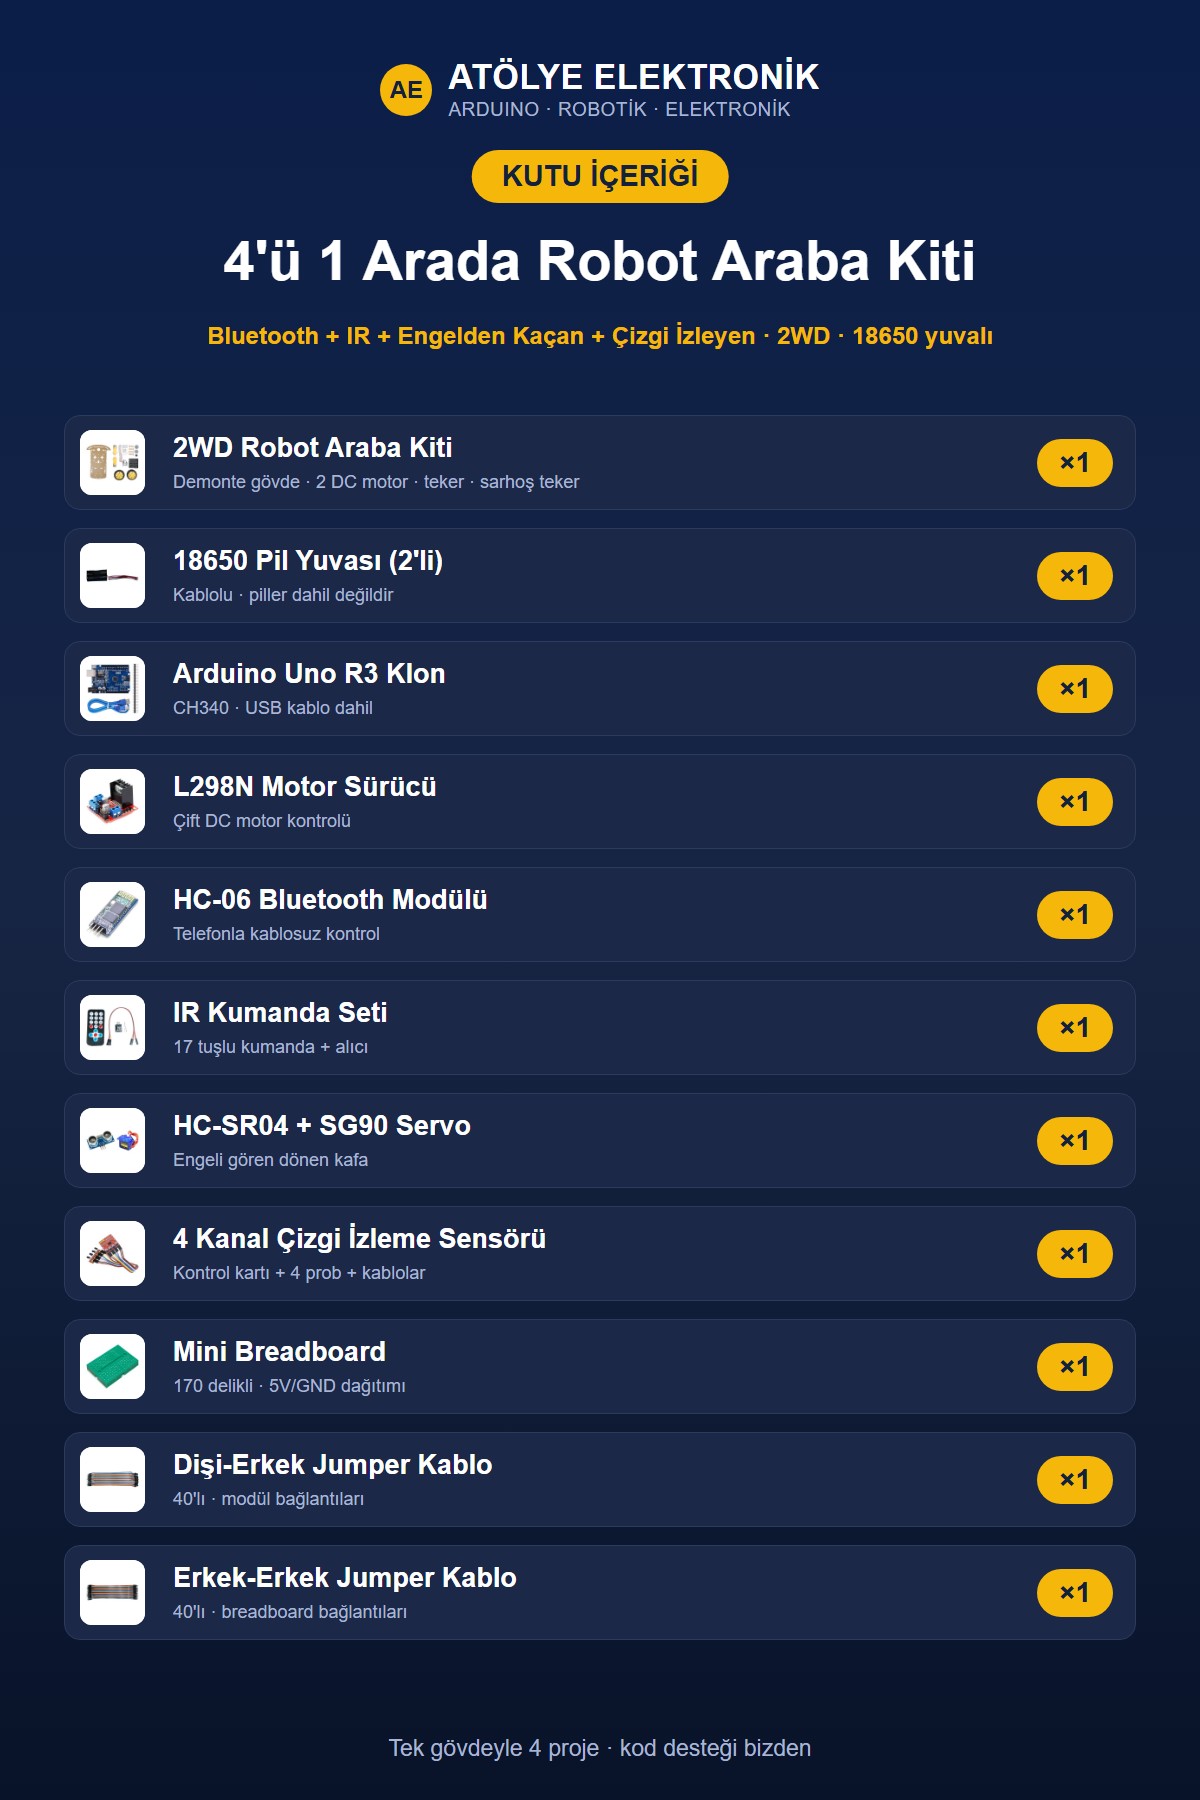 AE
ATÖLYE ELEKTRONİK
ARDUINO · ROBOTİK · ELEKTRONİK
KUTU İÇERİĞİ
4'ü 1 Arada Robot Araba Kiti
Bluetooth + IR + Engelden Kaçan + Çizgi İzleyen · 2WD · 18650 yuvalı
2WD Robot Araba Kiti
Demonte gövde · 2 DC motor · teker · sarhoş teker
×1
18650 Pil Yuvası (2'li)
Kablolu · piller dahil değildir
×1
Arduino Uno R3 Klon
CH340 · USB kablo dahil
×1
L298N Motor Sürücü
Çift DC motor kontrolü
×1
HC-06 Bluetooth Modülü
Telefonla kablosuz kontrol
×1
IR Kumanda Seti
17 tuşlu kumanda + alıcı
×1
HC-SR04 + SG90 Servo
Engeli gören dönen kafa
×1
4 Kanal Çizgi İzleme Sensörü
Kontrol kartı + 4 prob + kablolar
×1
Mini Breadboard
170 delikli · 5V/GND dağıtımı
×1
Dişi-Erkek Jumper Kablo
40'lı · modül bağlantıları
×1
Erkek-Erkek Jumper Kablo
40'lı · breadboard bağlantıları
×1
Tek gövdeyle 4 proje · kod desteği bizden